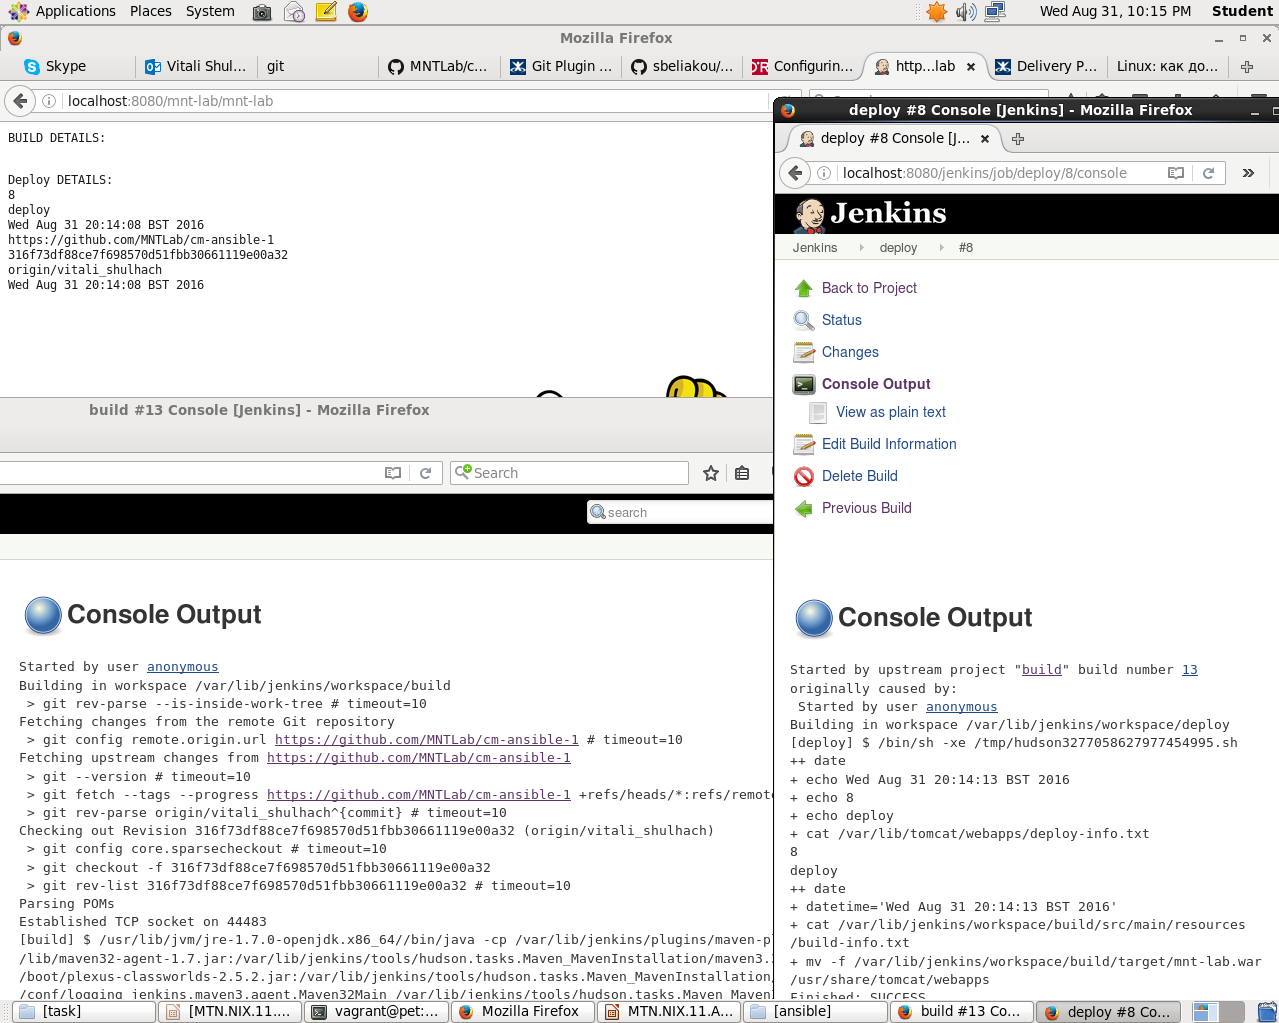 Applications Places System Wed Aug 31, 10:15 PM Student
Mozilla Firefox
Skype Vitali Shul... git MNTLab/c... Git Plugin ... sbeliakou/... Configurin... http...lab Delivery P... Linux: как до...
localhost:8080/mnt-lab/mnt-lab
BUILD DETAILS:
Deploy DETAILS:
8
deploy
Wed Aug 31 20:14:08 BST 2016
https://github.com/MNTLab/cm-ansible-1
316f73df88ce7f698570d51fbb30661119e00a32
origin/vitali_shulhach
Wed Aug 31 20:14:08 BST 2016
build #13 Console [Jenkins] - Mozilla Firefox
Search
search
Console Output
Started by user anonymous
Building in workspace /var/lib/jenkins/workspace/build
> git rev-parse --is-inside-work-tree # timeout=10
Fetching changes from the remote Git repository
> git config remote.origin.url https://github.com/MNTLab/cm-ansible-1 # timeout=10
Fetching upstream changes from https://github.com/MNTLab/cm-ansible-1
> git --version # timeout=10
> git fetch --tags --progress https://github.com/MNTLab/cm-ansible-1 +refs/heads/*:refs/remote
> git rev-parse origin/vitali_shulhach^{commit} # timeout=10
Checking out Revision 316f73df88ce7f698570d51fbb30661119e00a32 (origin/vitali_shulhach)
> git config core.sparsecheckout # timeout=10
> git checkout -f 316f73df88ce7f698570d51fbb30661119e00a32
> git rev-list 316f73df88ce7f698570d51fbb30661119e00a32 # timeout=10
Parsing POMs
Established TCP socket on 44483
[build] $ /usr/lib/jvm/jre-1.7.0-openjdk.x86_64//bin/java -cp /var/lib/jenkins/plugins/maven-p
/lib/maven32-agent-1.7.jar:/var/lib/jenkins/tools/hudson.tasks.Maven_MavenInstallation/maven3.
/boot/plexus-classworlds-2.5.2.jar:/var/lib/jenkins/tools/hudson.tasks.Maven_MavenInstallation/
/conf/logging jenkins.maven3.agent.Maven32Main /var/lib/jenkins/tools/hudson.tasks.Maven_Maven
deploy #8 Console [Jenkins] - Mozilla Firefox
deploy #8 Console [J...
localhost:8080/jenkins/job/deploy/8/console
Jenkins
Jenkins deploy #8
Back to Project
Status
Changes
Console Output
View as plain text
Edit Build Information
Delete Build
Previous Build
Console Output
Started by upstream project "build" build number 13
originally caused by:
Started by user anonymous
Building in workspace /var/lib/jenkins/workspace/deploy
[deploy] $ /bin/sh -xe /tmp/hudson3277058627977454995.sh
++ date
+ echo Wed Aug 31 20:14:13 BST 2016
+ echo 8
+ echo deploy
+ cat /var/lib/tomcat/webapps/deploy-info.txt
8
deploy
++ date
+ datetime='Wed Aug 31 20:14:13 BST 2016'
+ cat /var/lib/jenkins/workspace/build/src/main/resources
/build-info.txt
+ mv -f /var/lib/jenkins/workspace/build/target/mnt-lab.war
/usr/share/tomcat/webapps
Finished: SUCCESS
[task] [MTN.NIX.11.... vagrant@pet:... Mozilla Firefox MTN.NIX.11.A... [ansible] build #13 Co... deploy #8 Co...